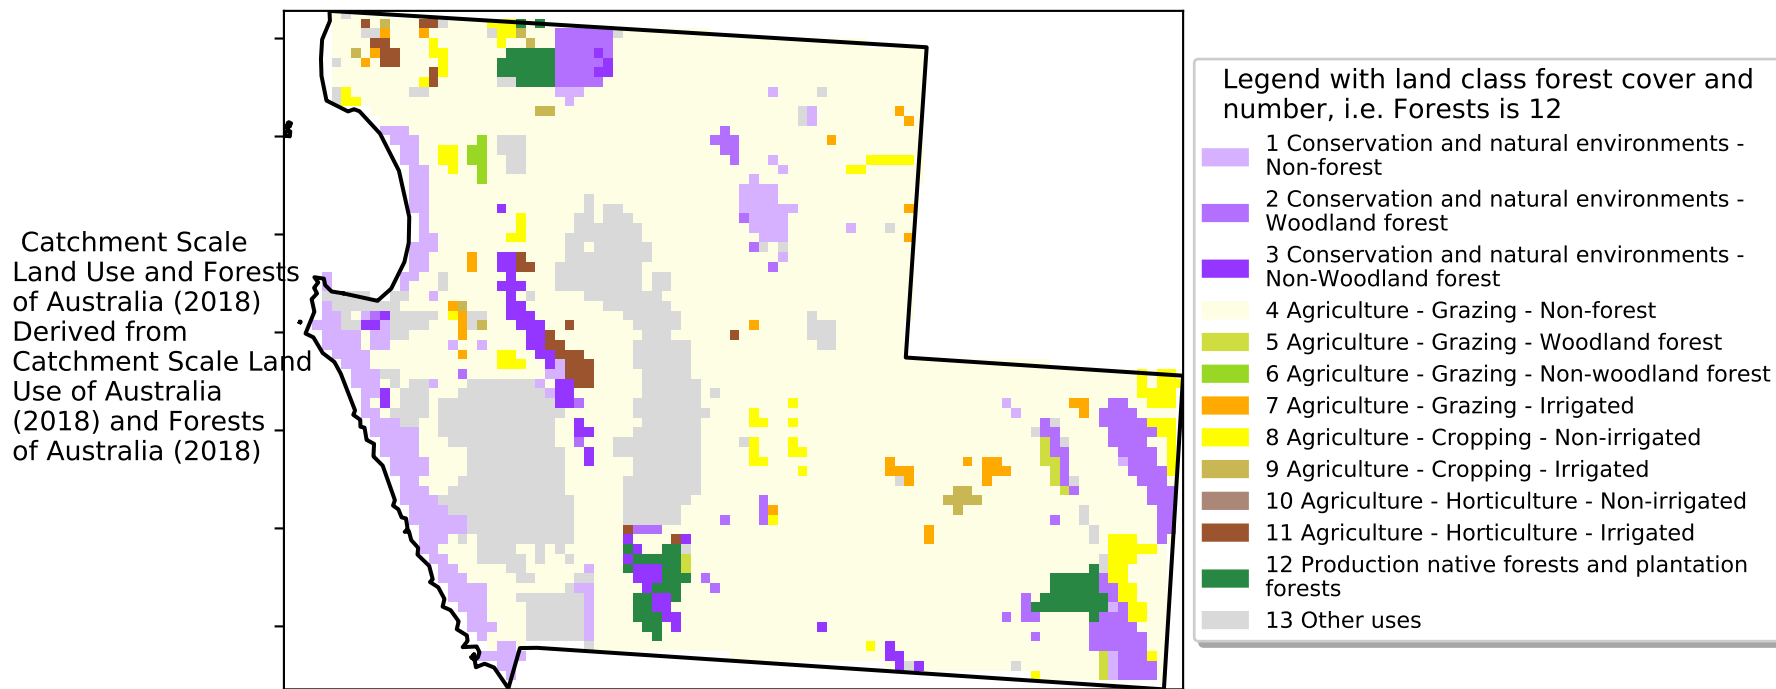 Catchment Scale
Land Use and Forests
of Australia (2018)
Derived from
Catchment Scale Land
Use of Australia
(2018) and Forests
of Australia (2018)
Legend with land class forest cover and
number, i.e. Forests is 12
1 Conservation and natural environments -
Non-forest
2 Conservation and natural environments -
Woodland forest
3 Conservation and natural environments -
Non-Woodland forest
4 Agriculture - Grazing - Non-forest
5 Agriculture - Grazing - Woodland forest
6 Agriculture - Grazing - Non-woodland forest
7 Agriculture - Grazing - Irrigated
8 Agriculture - Cropping - Non-irrigated
9 Agriculture - Cropping - Irrigated
10 Agriculture - Horticulture - Non-irrigated
11 Agriculture - Horticulture - Irrigated
12 Production native forests and plantation
forests
13 Other uses